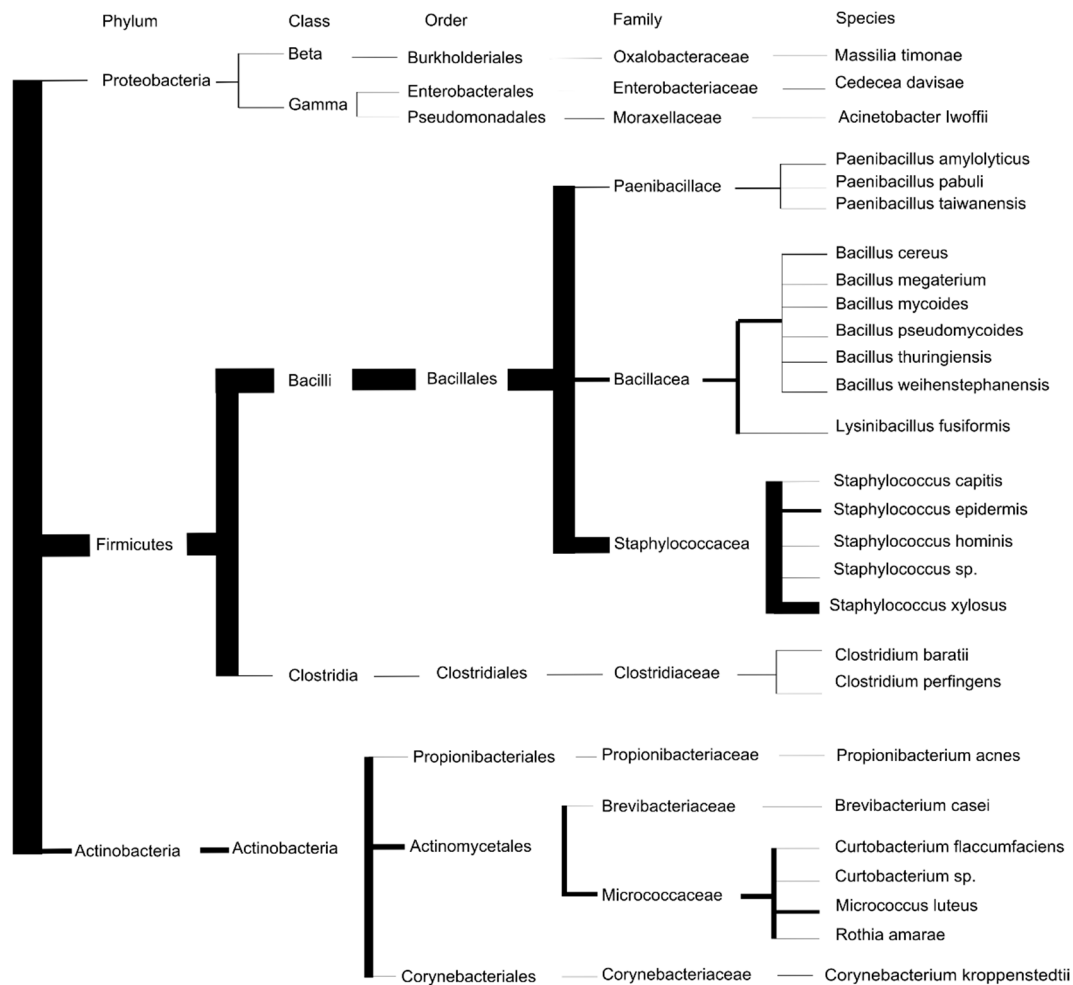 Phylum Class Order Family Species
Proteobacteria Beta Burkholderiales Oxalobacteraceae Massilia timonae
Gamma Enterobacterales Enterobacteriaceae Cedecea davisae
Pseudomonadales Moraxellaceae Acinetobacter lwoffii
Paenibacillace Paenibacillus amylolyticus
Paenibacillus pabuli
Paenibacillus taiwanensis
Firmicutes Bacilli Bacillales Bacillacea Bacillus cereus
Bacillus megaterium
Bacillus mycoides
Bacillus pseudomycoides
Bacillus thuringiensis
Bacillus weihenstephanensis
Lysinibacillus fusiformis
Staphylococcacea Staphylococcus capitis
Staphylococcus epidermis
Staphylococcus hominis
Staphylococcus sp.
Staphylococcus xylosus
Clostridia Clostridiales Clostridiaceae Clostridium baratii
Clostridium perfingens
Actinobacteria Actinobacteria Propionibacteriales Propionibacteriaceae Propionibacterium acnes
Actinomycetales Brevibacteriaceae Brevibacterium casei
Micrococcaceae Curtobacterium flaccumfaciens
Curtobacterium sp.
Micrococcus luteus
Rothia amarae
Corynebacteriales Corynebacteriaceae Corynebacterium kroppenstedtii